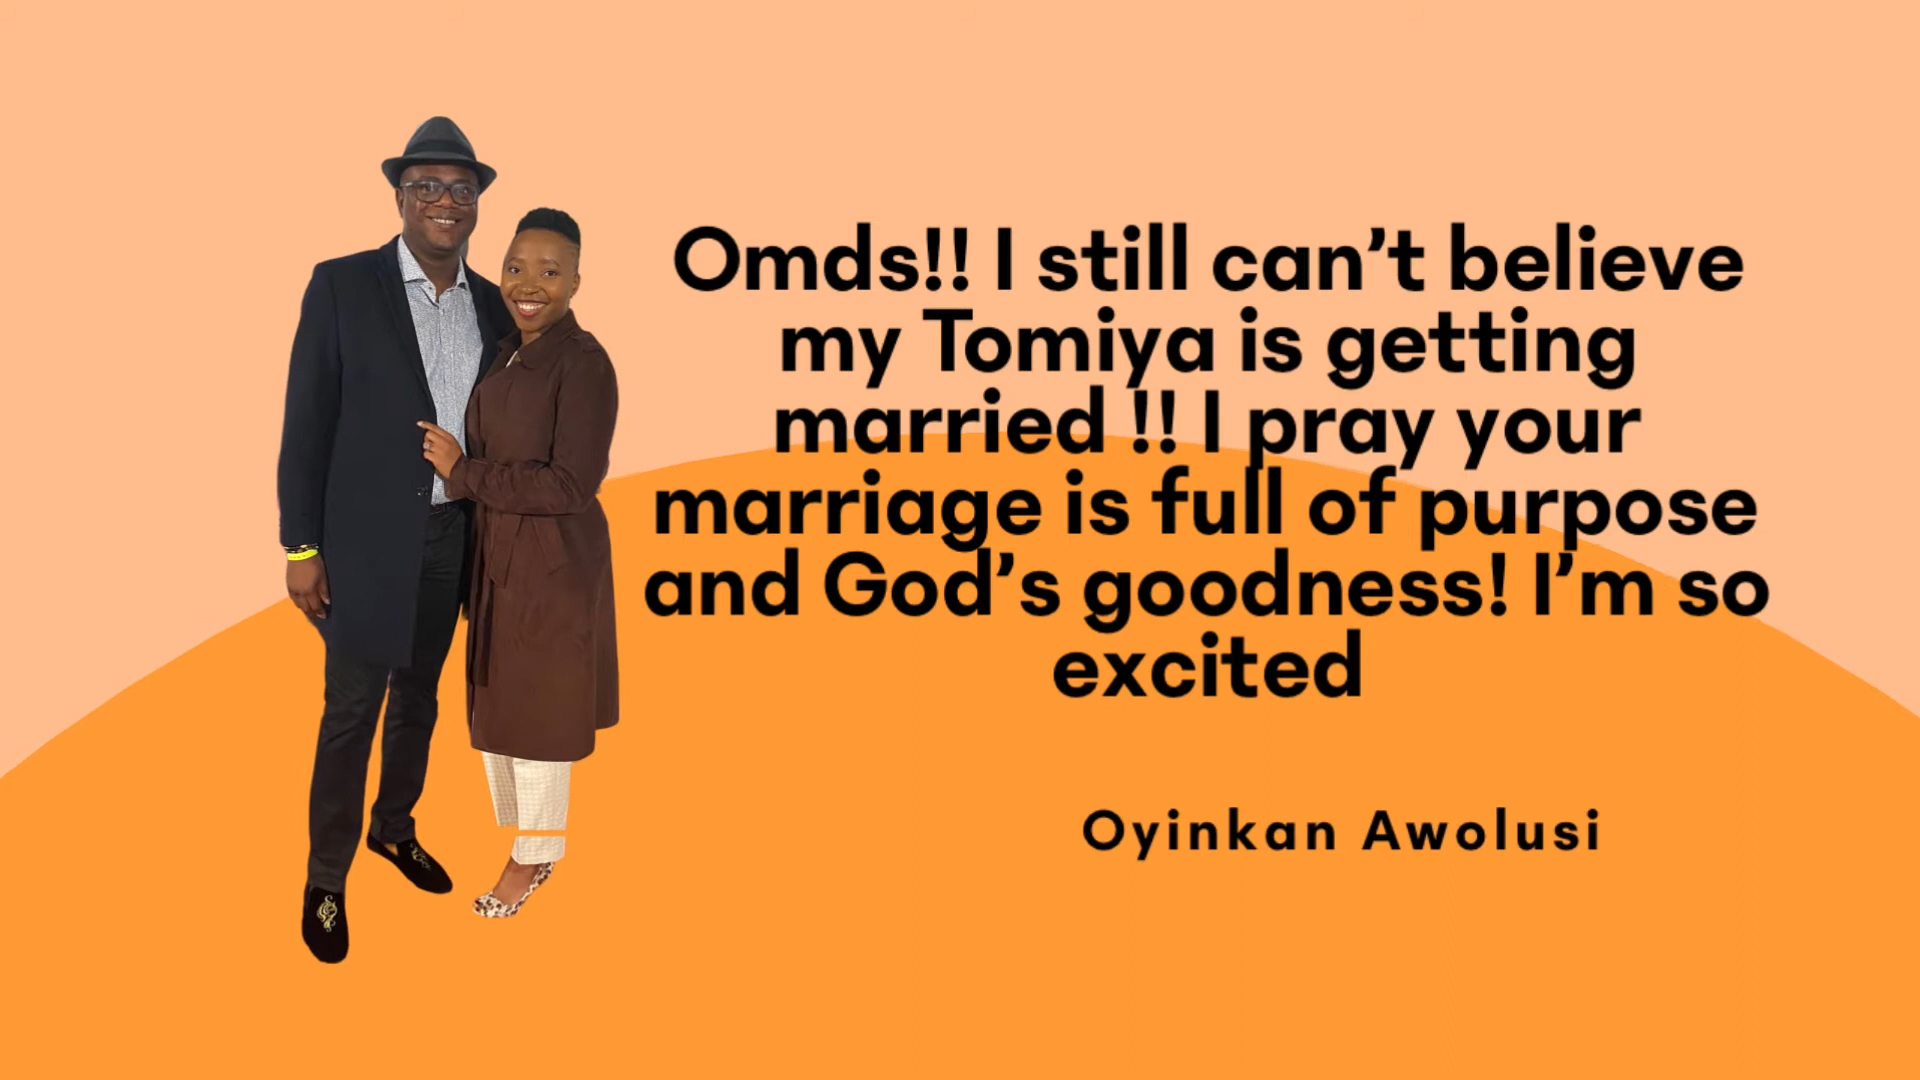 Omds!! I still can’t believe
my Tomiya is getting
married !! I pray your
marriage is full of purpose
and God’s goodness! I’m so
excited
Oyinkan Awolusi